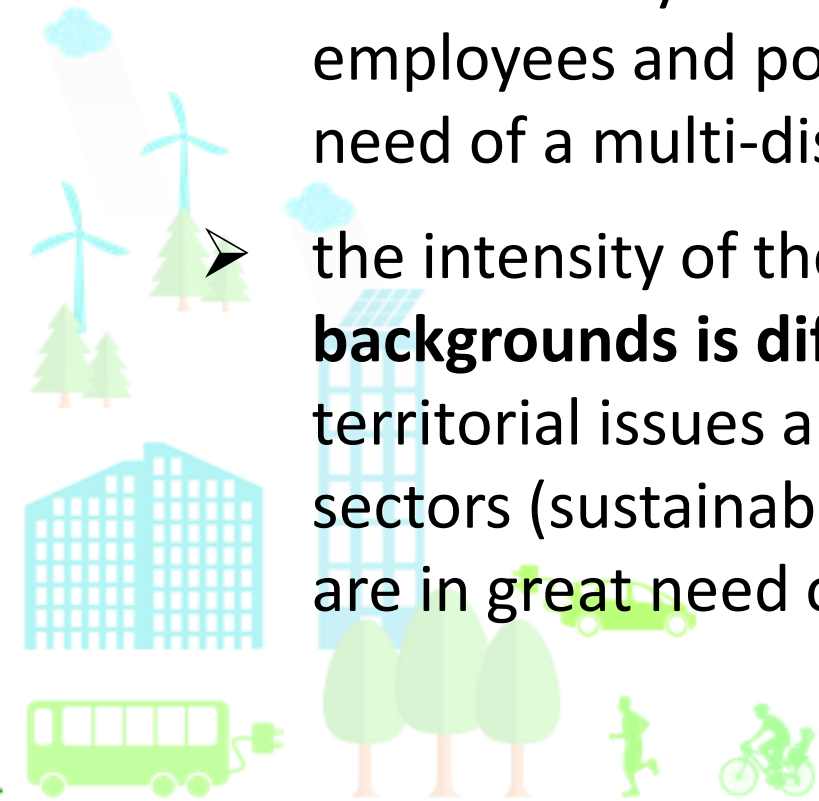 employees and po
need of a multi-dis
➢ the intensity of the
backgrounds is dif
territorial issues a
sectors (sustainab
are in great need o